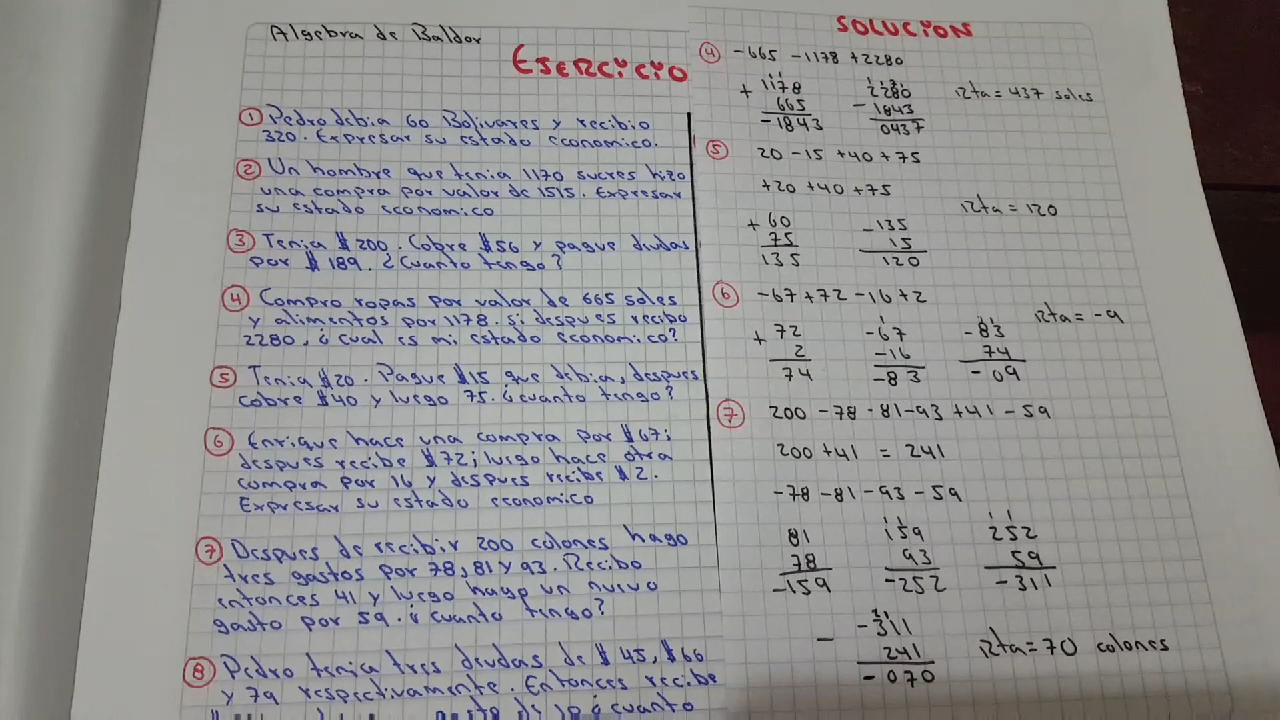 Algebra de Baldor
EJERCiCiO
① Pedro debia 60 Bolivares y recibio
320. Expresar su estado economico.
② Un hombre que tenia 1170 sucres hizo
una compra por valor de 1515. Expresar
su estado economico
③ Tenia $ 200. Cobre $56 y pague deudas
por $ 189. ¿Cuanto tengo?
④ Compro ropas por valor de 665 soles
y alimentos por 1178. Si despues recibo
2280, ¿cual es mi estado economico?
⑤ Tenia $20. Pague $15 que debia, despues
cobre $40 y luego 75. ¿cuanto tengo?
⑥ Enrique hace una compra por $67;
despues recibe $72; luego hace otra
compra por 16 y despues recibe $2.
Expresar su estado economico
⑦ Despues de recibir 200 colones hago
tres gastos por 78, 81 y 93. Recibo
entonces 41 y luego hago un nuevo
gasto por 59. ¿cuanto tengo?
⑧ Pedro tenia tres deudas de $45, $66
y 79 respectivamente. Entonces recibe
¿cuanto
SOLUCiON
④ -665 -1178 +2280
+ 1178
665
-1843
2280
- 1843
0437
Rta = 437 soles
⑤ 20 -15 +40 +75
+20 +40 +75
+ 60
75
135
-135
15
120
Rta = 120
⑥ -67+72-16+2
+ 72
2
74
-67
-16
-83
-83
74
-09
Rta = -9
⑦ 200 -78 -81-93 +41 -59
200 +41 = 241
-78 -81 -93 -59
81
78
-159
159
93
-252
252
59
-311
- -311
241
-070
Rta=70 colones